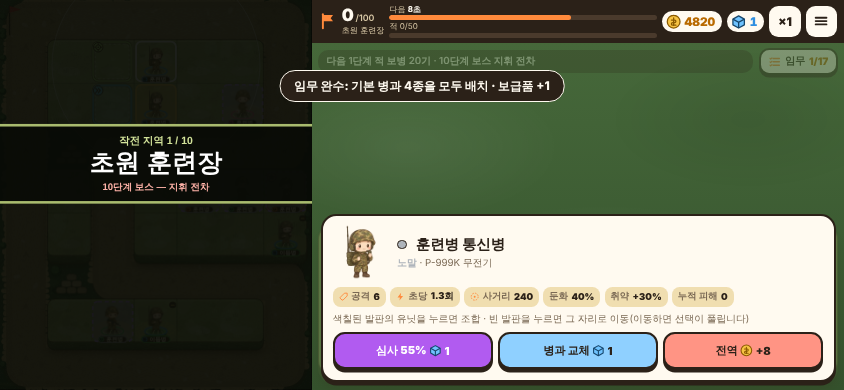 0 /100
초원 훈련장
다음 8초
적 0/50
4820
1
×1
다음 1단계 적 보병 20기 · 10단계 보스 지휘 전차
임무 1/17
임무 완수: 기본 병과 4종을 모두 배치 · 보급품 +1
작전 지역 1 / 10
초원 훈련장
10단계 보스 — 지휘 전차
훈련병 통신병
노말 · P-999K 무전기
공격 6
초당 1.3회
사거리 240
둔화 40%
취약 +30%
누적 피해 0
색칠된 발판의 유닛을 누르면 조합 · 빈 발판을 누르면 그 자리로 이동(이동하면 선택이 풀립니다)
심사 55% 1
병과 교체 1
전역 +8